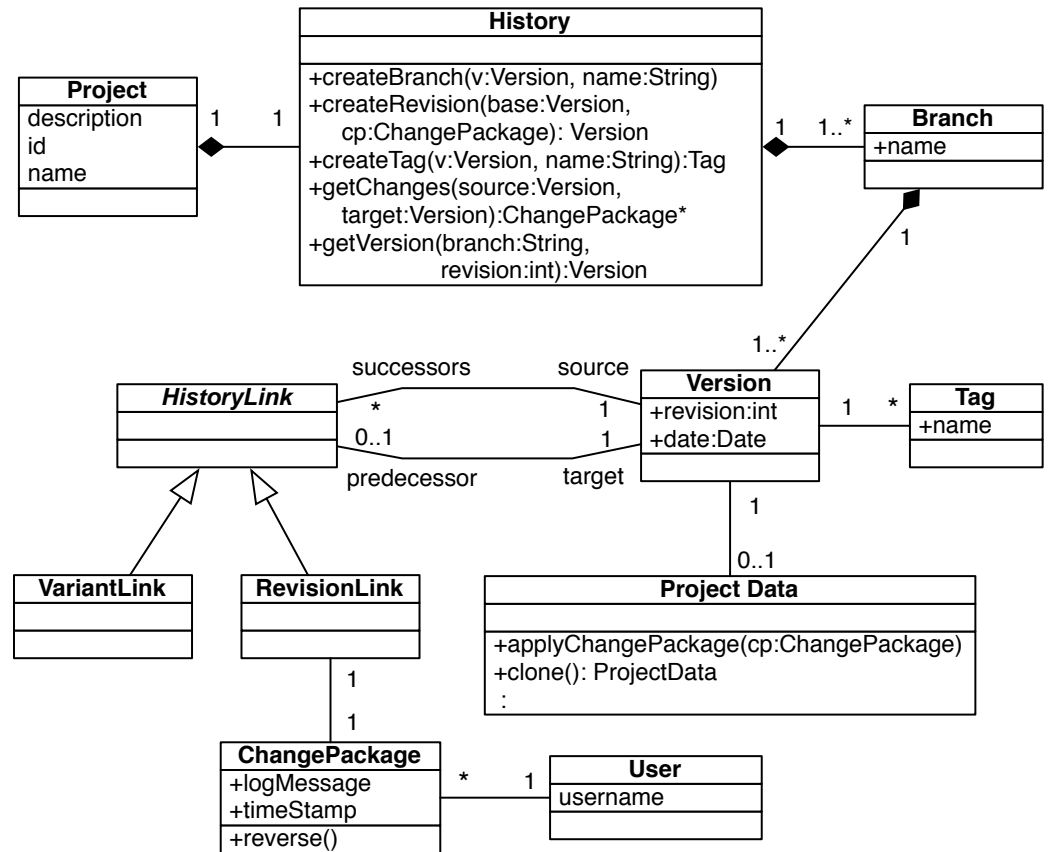 History
+createBranch(v:Version, name:String)
+createRevision(base:Version,
cp:ChangePackage): Version
+createTag(v:Version, name:String):Tag
+getChanges(source:Version,
target:Version):ChangePackage*
+getVersion(branch:String,
revision:int):Version
Project
description
id
name
1
1
1
1..*
Branch
+name
1
1..*
successors
source
HistoryLink
*
1
0..1
1
predecessor
target
Version
+revision:int
+date:Date
1
*
Tag
+name
1
0..1
VariantLink
RevisionLink
Project Data
+applyChangePackage(cp:ChangePackage)
+clone(): ProjectData
:
1
1
ChangePackage
+logMessage
+timeStamp
+reverse()
*
1
User
username